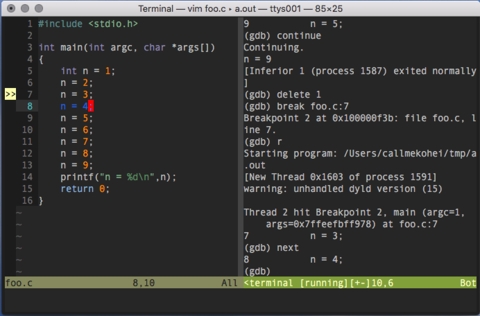 Terminal — vim foo.c ▸ a.out — ttys001 — 85×25
1 #include <stdio.h>
2
3 int main(int argc, char *args[])
4 {
5     int n = 1;
6     n = 2;
>> 7     n = 3;
8     n = 4;
9     n = 5;
10     n = 6;
11     n = 7;
12     n = 8;
13     n = 9;
14     printf("n = %d\n",n);
15     return 0;
16 }
~
~
~
~
~
~
foo.c 8,10 All
9         n = 5;
(gdb) continue
Continuing.
n = 9
[Inferior 1 (process 1587) exited normally
]
(gdb) delete 1
(gdb) break foo.c:7
Breakpoint 2 at 0x100000f3b: file foo.c, l
ine 7.
(gdb) r
Starting program: /Users/callmekohei/tmp/a
.out
[New Thread 0x1603 of process 1591]
warning: unhandled dyld version (15)

Thread 2 hit Breakpoint 2, main (argc=1,
    args=0x7ffeefbff978) at foo.c:7
7         n = 3;
(gdb) next
8         n = 4;
(gdb)
<terminal [running][+-]10,6 Bot